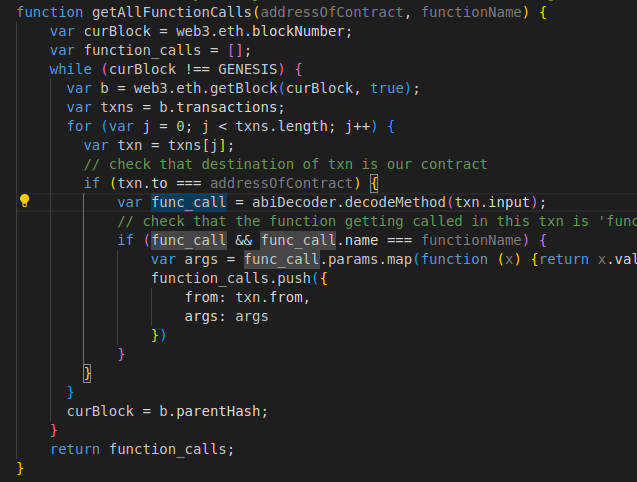 function getAllFunctionCalls(addressOfContract, functionName) {
var curBlock = web3.eth.blockNumber;
var function_calls = [];
while (curBlock !== GENESIS) {
var b = web3.eth.getBlock(curBlock, true);
var txns = b.transactions;
for (var j = 0; j < txns.length; j++) {
var txn = txns[j];
// check that destination of txn is our contract
if (txn.to === addressOfContract) {
var func_call = abiDecoder.decodeMethod(txn.input);
// check that the function getting called in this txn is 'func
if (func_call && func_call.name === functionName) {
var args = func_call.params.map(function (x) {return x.val
function_calls.push({
from: txn.from,
args: args
})
}
}
}
curBlock = b.parentHash;
}
return function_calls;
}